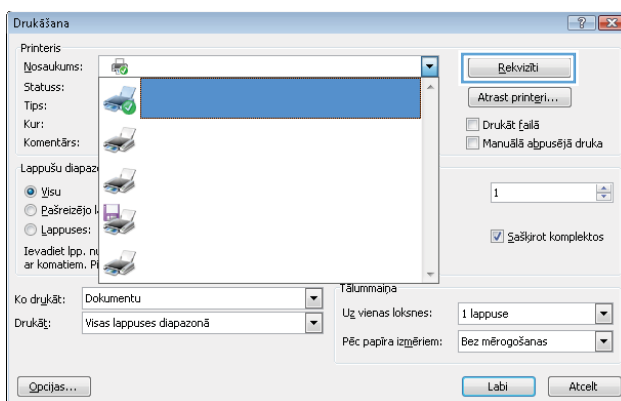 Drukāšana
Printeris
Nosaukums:
Rekvizīti
Statuss:
Atrast printeri...
Tips:
Kur:
Drukāt failā
Komentārs:
Manuālā abpusējā druka
Lappušu diapaz
Visu
1
Pašreizējo l
Lappuses:
Sašķirot komplektos
Ievadiet lpp. nu
ar komatiem. Pi
Tālummaiņa
Ko drukāt: Dokumentu
Uz vienas loksnes: 1 lappuse
Drukāt: Visas lappuses diapazonā
Pēc papīra izmēriem: Bez mērogošanas
Opcijas...
Labi
Atcelt